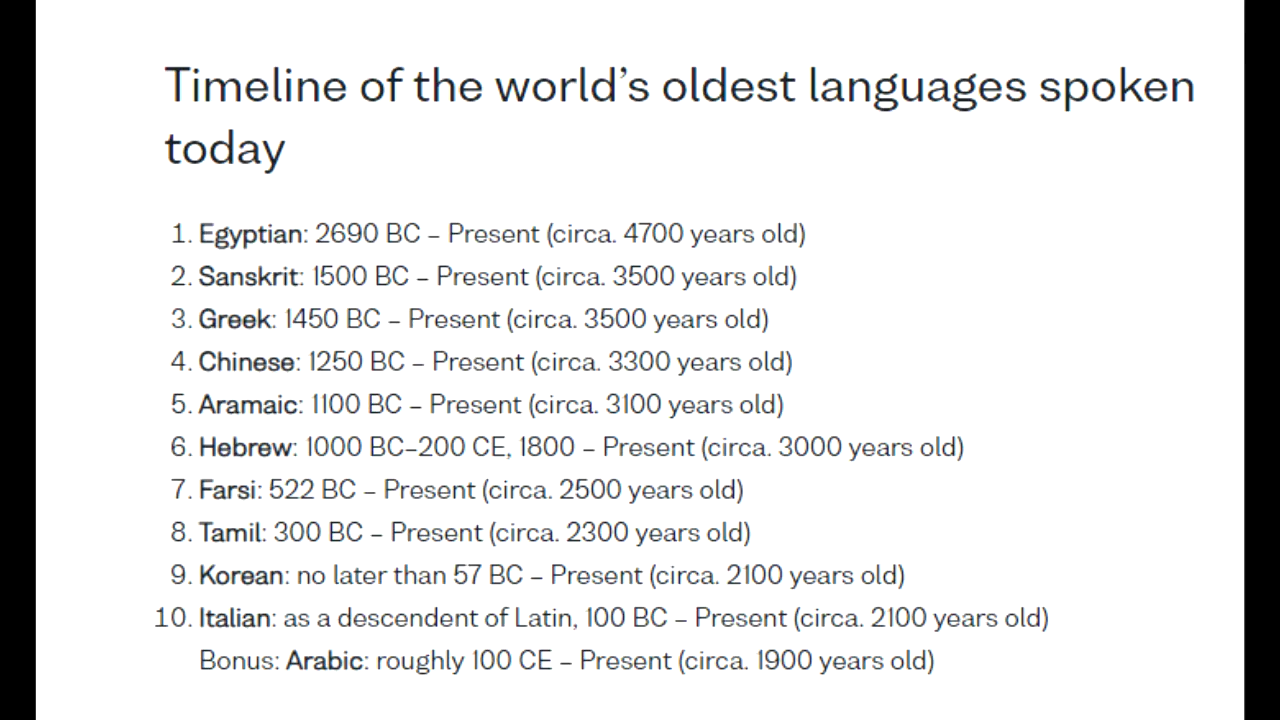 Timeline of the world’s oldest languages spoken
today
1. Egyptian: 2690 BC – Present (circa. 4700 years old)
2. Sanskrit: 1500 BC – Present (circa. 3500 years old)
3. Greek: 1450 BC – Present (circa. 3500 years old)
4. Chinese: 1250 BC – Present (circa. 3300 years old)
5. Aramaic: 1100 BC – Present (circa. 3100 years old)
6. Hebrew: 1000 BC–200 CE, 1800 – Present (circa. 3000 years old)
7. Farsi: 522 BC – Present (circa. 2500 years old)
8. Tamil: 300 BC – Present (circa. 2300 years old)
9. Korean: no later than 57 BC – Present (circa. 2100 years old)
10. Italian: as a descendent of Latin, 100 BC – Present (circa. 2100 years old)
Bonus: Arabic: roughly 100 CE – Present (circa. 1900 years old)